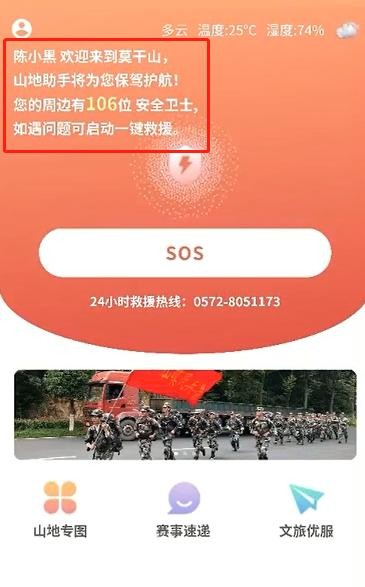 多云 温度:25°C 湿度:74%
陈小黑 欢迎来到莫干山，
山地助手将为您保驾护航!
您的周边有106位 安全卫士,
如遇问题可启动一键救援。
SOS
24小时救援热线：0572-8051173
山地专图
赛事速递
文旅优服